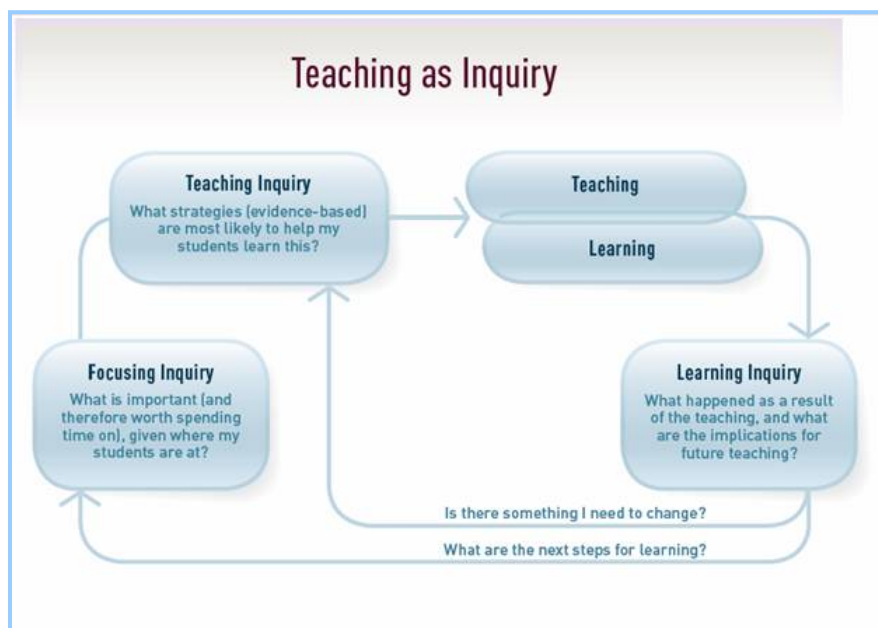 Teaching as Inquiry
Teaching Inquiry
What strategies (evidence-based)
are most likely to help my
students learn this?
Teaching
Learning
Focusing Inquiry
What is important (and
therefore worth spending
time on), given where my
students are at?
Learning Inquiry
What happened as a result
of the teaching, and what
are the implications for
future teaching?
Is there something I need to change?
What are the next steps for learning?